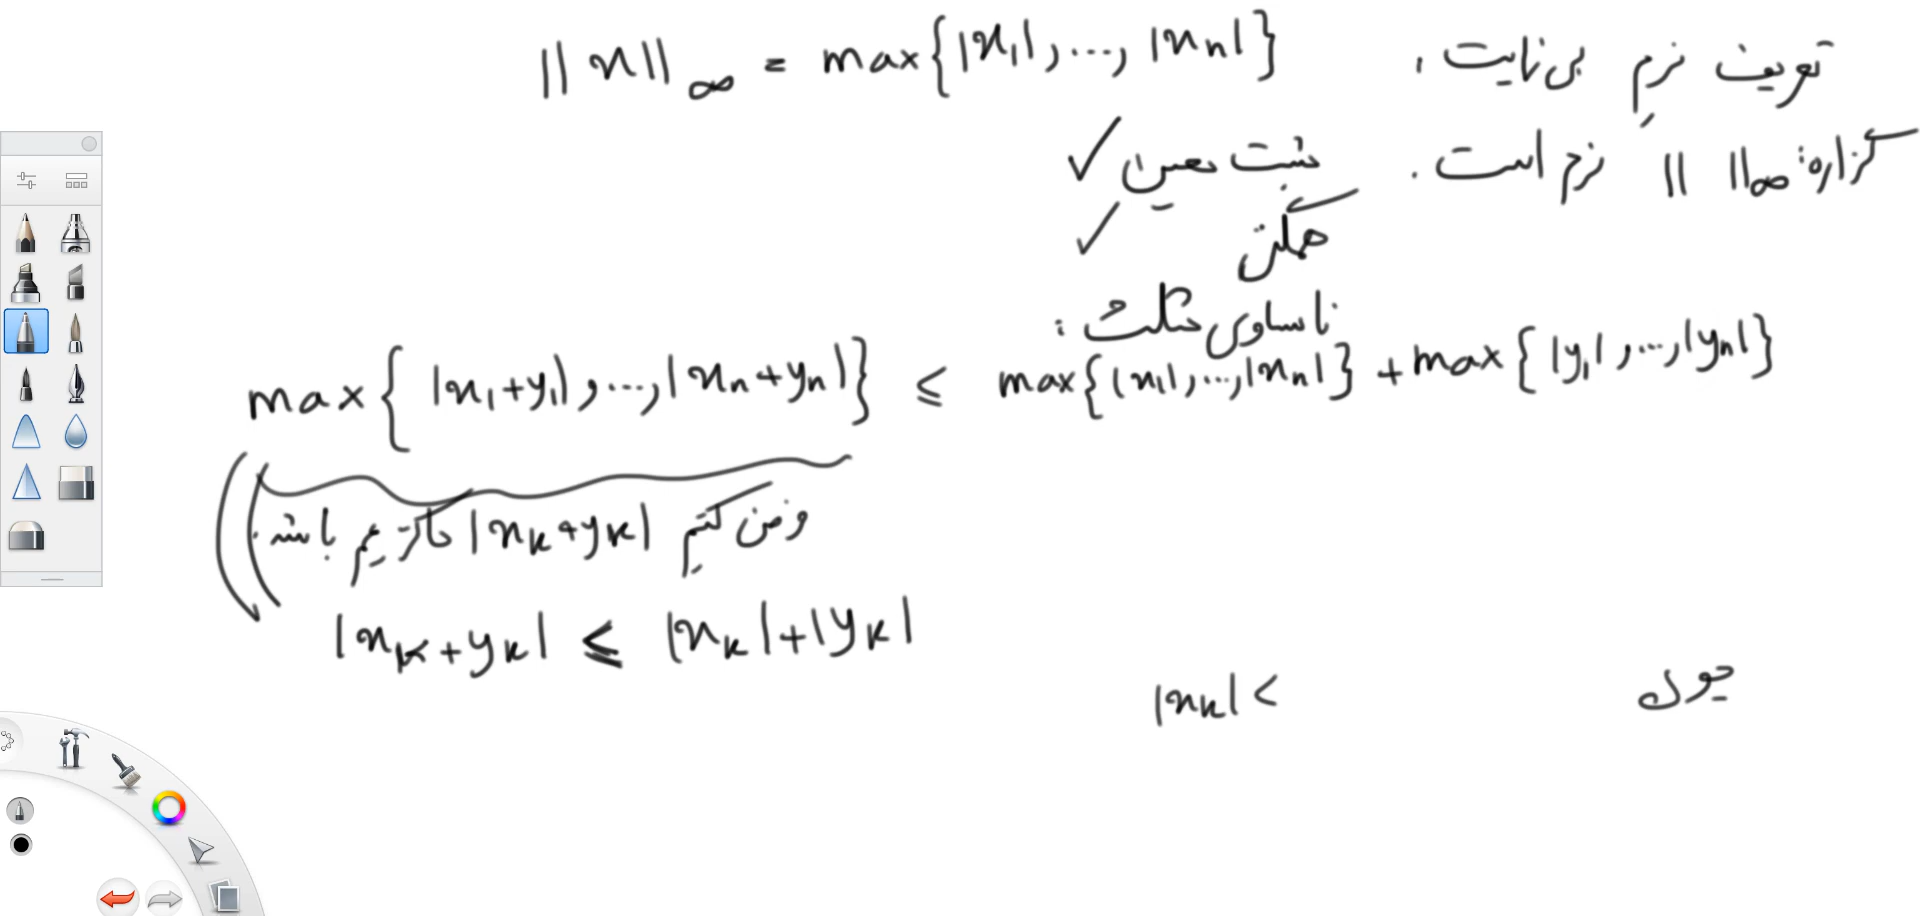 تعریف نرم بی‌نهایت : ||x||∞ = max{|x₁|,...,|xₙ|}
گزاره: || ||∞ نرم است.
مثبت معین ✓
همگن ✓
نامساوی مثلث :
max{|x₁+y₁|,...,|xₙ+yₙ|} ≤ max{|x₁|,...,|xₙ|} + max{|y₁|,...,|yₙ|}
فرض کنیم |xₖ+yₖ| ماکزیمم باشد.
|xₖ+yₖ| ≤ |xₖ|+|yₖ|
چون |xₖ| <